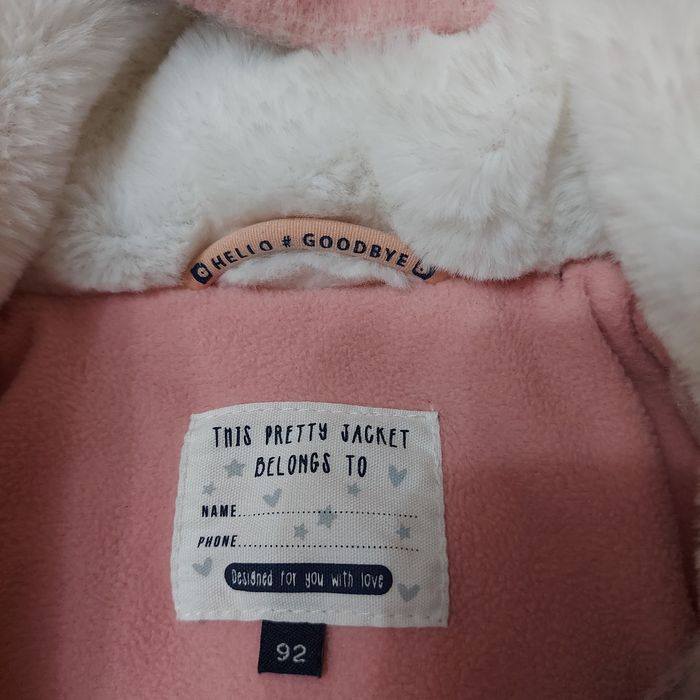 HELLO # GOODBYE
THIS PRETTY JACKET
BELONGS TO
NAME..............................
PHONE..............................
Designed for you with love
92